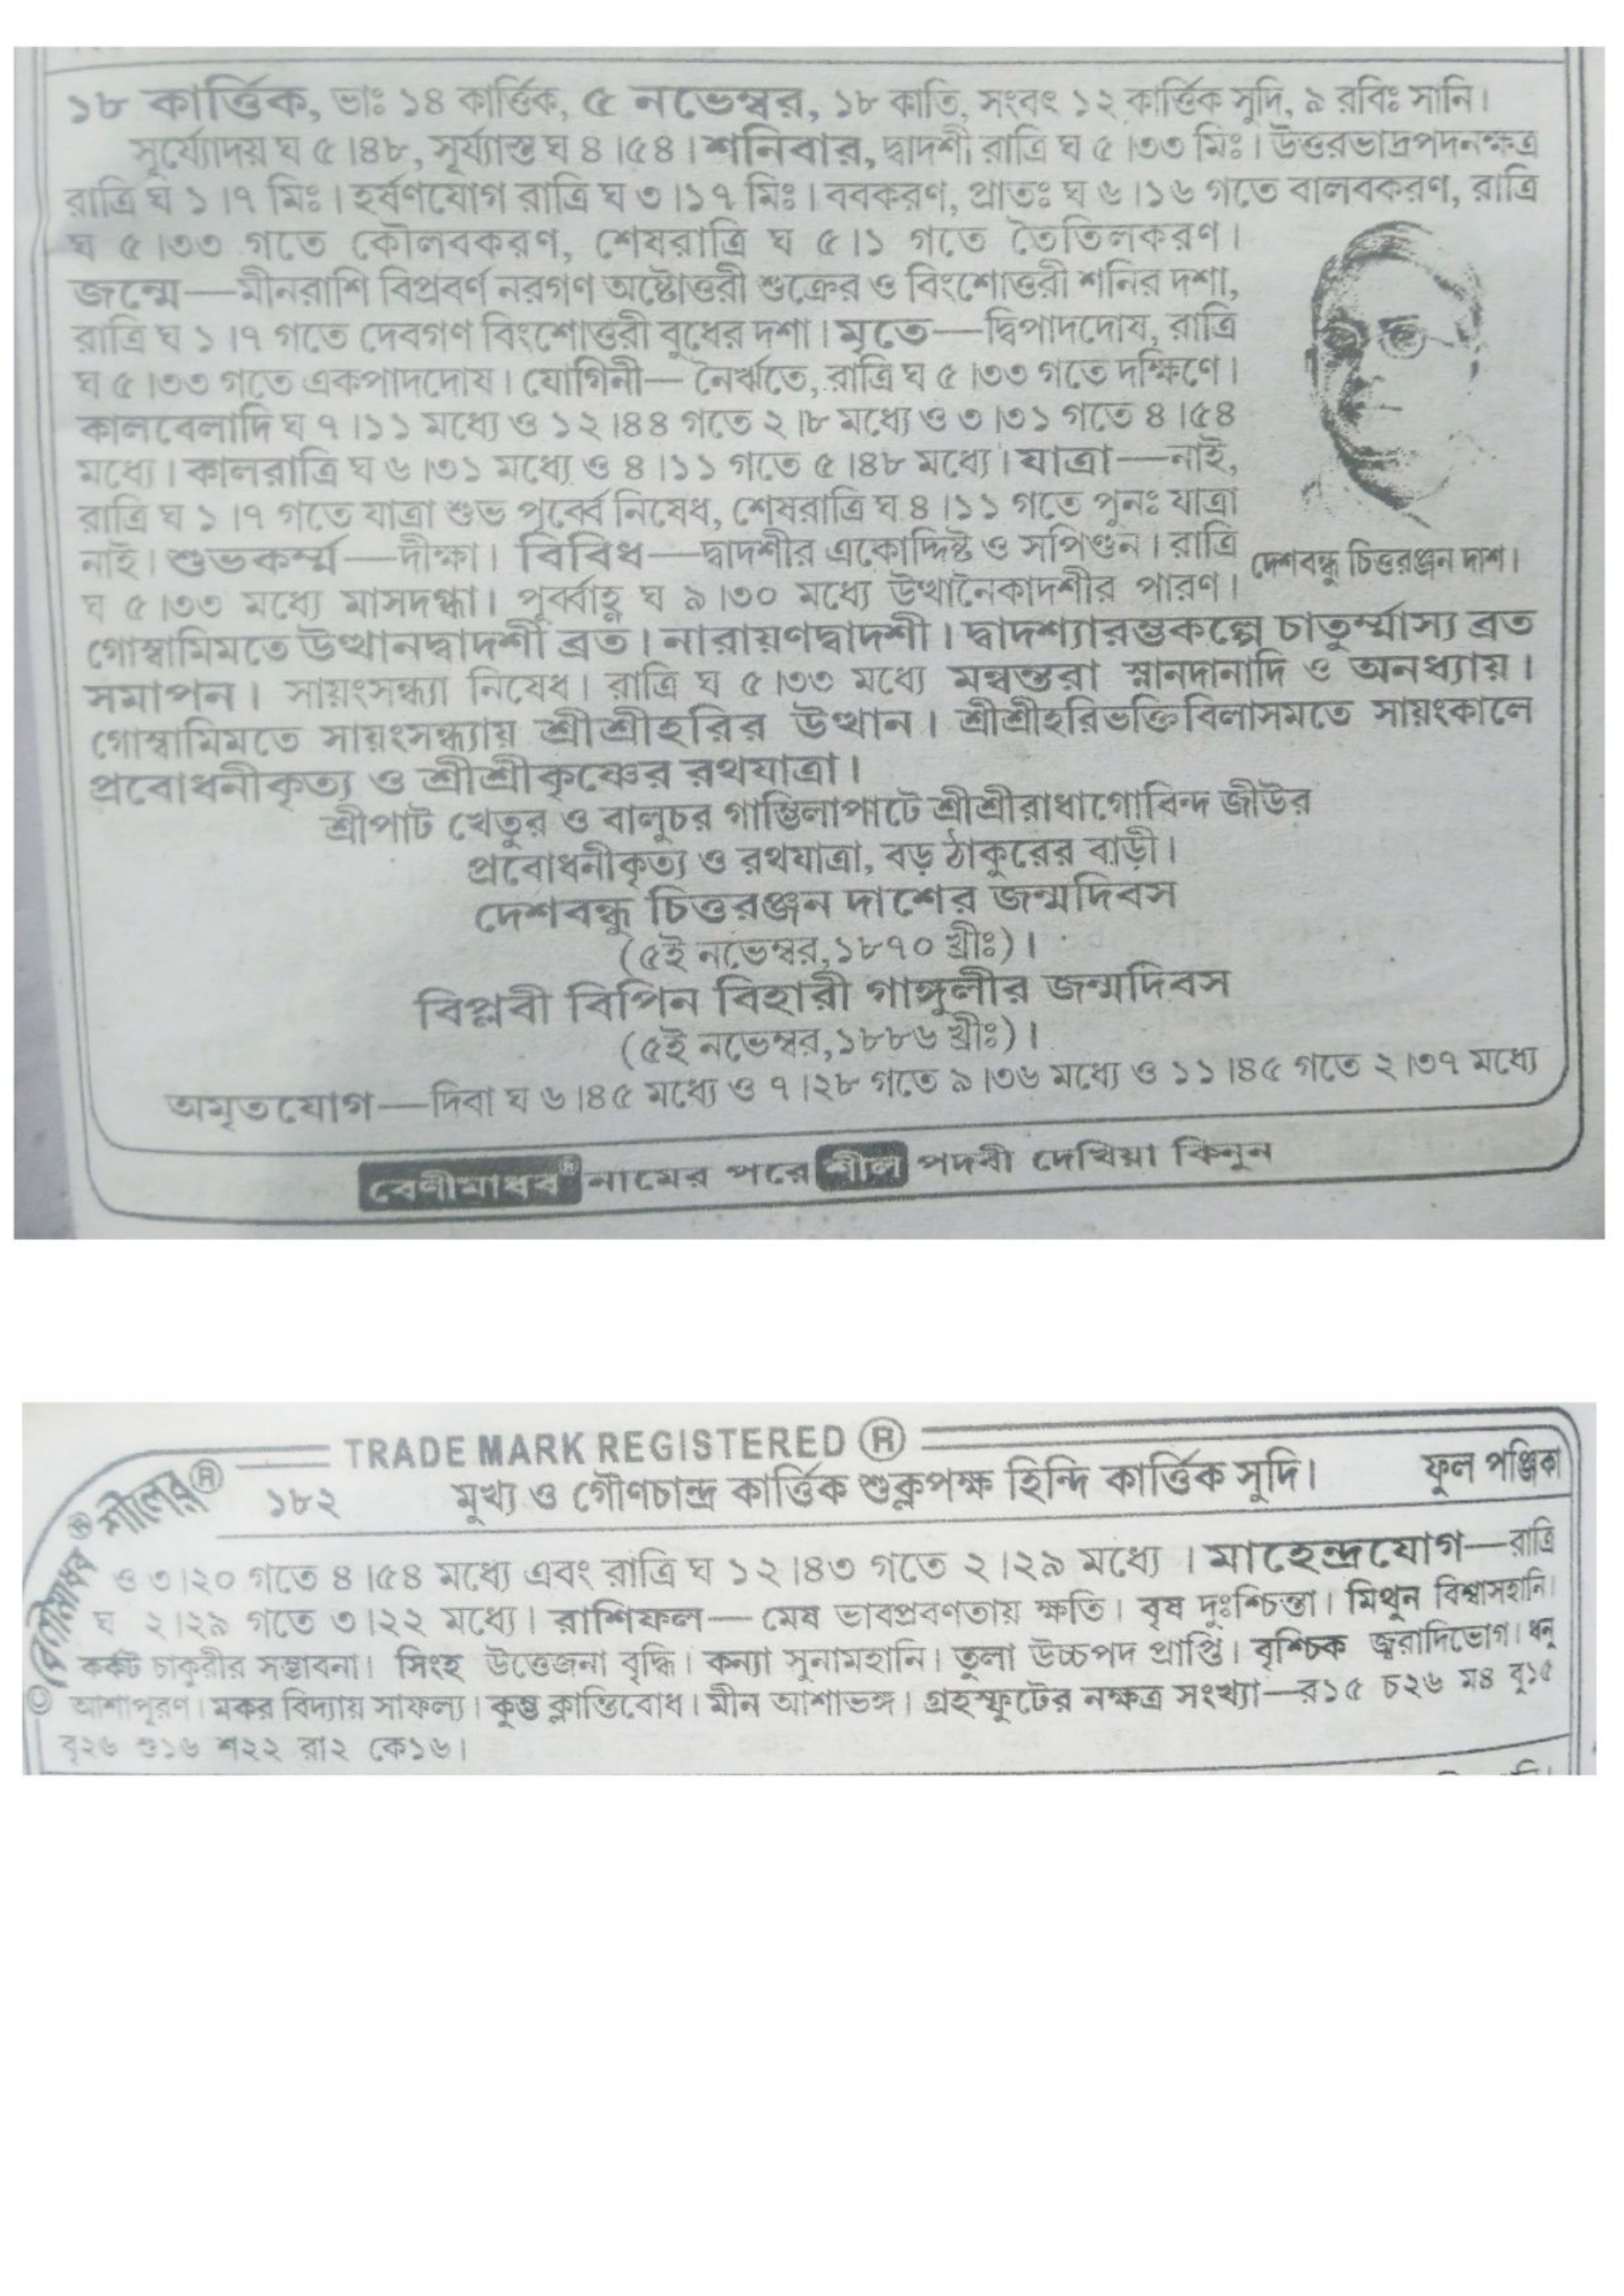 ১৮ কার্ত্তিক, ভাঃ ১৪ কার্ত্তিক, ৫ নভেম্বর, ১৮ কাতি, সংবৎ ১২ কার্ত্তিক সুদি, ৯ রবিঃ সানি।
সূর্য্যোদয় ঘ ৫।৪৮, সূর্য্যাস্ত ঘ ৪।৫৪। শনিবার, দ্বাদশী রাত্রি ঘ ৫।৩৩ মিঃ। উত্তরভাদ্রপদনক্ষত্র
রাত্রি ঘ ১।৭ মিঃ। হর্ষণযোগ রাত্রি ঘ ৩।১৭ মিঃ। ববকরণ, প্রাতঃ ঘ ৬।১৬ গতে বালবকরণ, রাত্রি
ঘ ৫।৩৩ গতে কৌলবকরণ, শেষরাত্রি ঘ ৫।১ গতে তৈতিলকরণ।
জন্মে—মীনরাশি বিপ্রবর্ণ নরগণ অষ্টোত্তরী শুক্রের ও বিংশোত্তরী শনির দশা,
রাত্রি ঘ ১।৭ গতে দেবগণ বিংশোত্তরী বুধের দশা। মৃতে—দ্বিপাদদোষ, রাত্রি
ঘ ৫।৩৩ গতে একপাদদোষ। যোগিনী— নৈর্ঋতে, রাত্রি ঘ ৫।৩৩ গতে দক্ষিণে।
কালবেলাদি ঘ ৭।১১ মধ্যে ও ১২।৪৪ গতে ২।৮ মধ্যে ও ৩।৩১ গতে ৪।৫৪
মধ্যে। কালরাত্রি ঘ ৬।৩১ মধ্যে ও ৪।১১ গতে ৫।৪৮ মধ্যে। যাত্রা—নাই,
রাত্রি ঘ ১।৭ গতে যাত্রা শুভ পূর্ব্বে নিষেধ, শেষরাত্রি ঘ ৪।১১ গতে পুনঃ যাত্রা
নাই। শুভকর্ম্ম—দীক্ষা। বিবিধ—দ্বাদশীর একোদ্দিষ্ট ও সপিণ্ডন। রাত্রি
দেশবন্ধু চিত্তরঞ্জন দাশ।
ঘ ৫।৩৩ মধ্যে মাসদগ্ধা। পূর্ব্বাহ্ণ ঘ ৯।৩০ মধ্যে উত্থানৈকাদশীর পারণ।
গোস্বামিমতে উত্থানদ্বাদশী ব্রত। নারায়ণদ্বাদশী। দ্বাদশ্যারম্ভকল্পে চাতুর্ম্মাস্য ব্রত
সমাপন। সায়ংসন্ধ্যা নিষেধ। রাত্রি ঘ ৫।৩৩ মধ্যে মন্বন্তরা স্নানদানাদি ও অনধ্যায়।
গোস্বামিমতে সায়ংসন্ধ্যায় শ্রীশ্রীহরির উত্থান। শ্রীশ্রীহরিভক্তিবিলাসমতে সায়ংকালে
প্রবোধনীকৃত্য ও শ্রীশ্রীকৃষ্ণের রথযাত্রা।
শ্রীপাট খেতুর ও বালুচর গাম্ভিলাপাটে শ্রীশ্রীরাধাগোবিন্দ জীউর
প্রবোধনীকৃত্য ও রথযাত্রা, বড় ঠাকুরের বাড়ী।
দেশবন্ধু চিত্তরঞ্জন দাশের জন্মদিবস
(৫ই নভেম্বর,১৮৭০ খ্রীঃ)।
বিপ্লবী বিপিন বিহারী গাঙ্গুলীর জন্মদিবস
(৫ই নভেম্বর,১৮৮৬ খ্রীঃ)।
অমৃতযোগ—দিবা ঘ ৬।৪৫ মধ্যে ও ৭।২৮ গতে ৯।৩৬ মধ্যে ও ১১।৪৫ গতে ২।৩৭ মধ্যে
বেণীমাধব® নামের পরে শীল পদবী দেখিয়া কিনুন
TRADE MARK REGISTERED ®
বেণীমাধব® শীলের®
১৮২ মুখ্য ও গৌণচান্দ্র কার্ত্তিক শুক্লপক্ষ হিন্দি কার্ত্তিক সুদি। ফুল পঞ্জিকা
ও ৩।২০ গতে ৪।৫৪ মধ্যে এবং রাত্রি ঘ ১২।৪৩ গতে ২।২৯ মধ্যে। মাহেন্দ্রযোগ—রাত্রি
ঘ ২।২৯ গতে ৩।২২ মধ্যে। রাশিফল— মেষ ভাবপ্রবণতায় ক্ষতি। বৃষ দুঃশ্চিন্তা। মিথুন বিশ্বাসহানি।
কর্কট চাকুরীর সম্ভাবনা। সিংহ উত্তেজনা বৃদ্ধি। কন্যা সুনামহানি। তুলা উচ্চপদ প্রাপ্তি। বৃশ্চিক জ্বরাদিভোগ। ধনু
আশাপূরণ। মকর বিদ্যায় সাফল্য। কুম্ভ ক্লান্তিবোধ। মীন আশাভঙ্গ। গ্রহস্ফুটের নক্ষত্র সংখ্যা—র১৫ চ২৬ ম৪ বু১৫
বৃ২৬ শু১৬ শ২২ রা২ কে১৬।